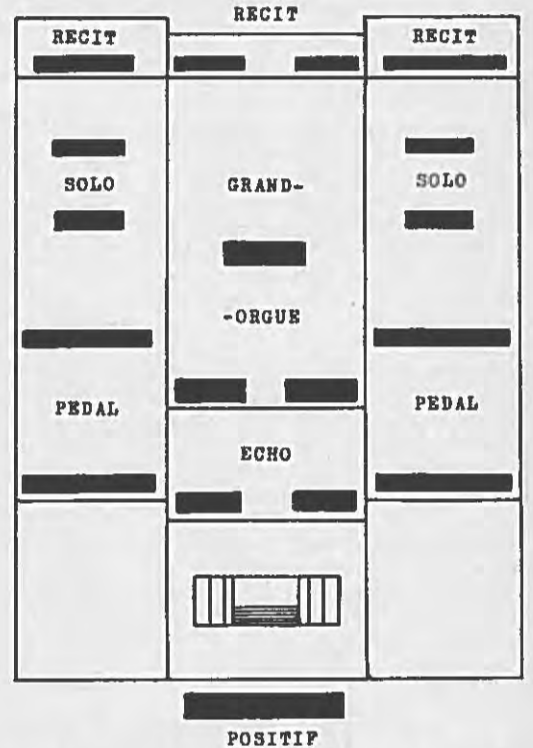 RECIT
RECIT
RECIT
SOLO
GRAND-
SOLO
-ORGUE
PEDAL
PEDAL
ECHO
POSITIF